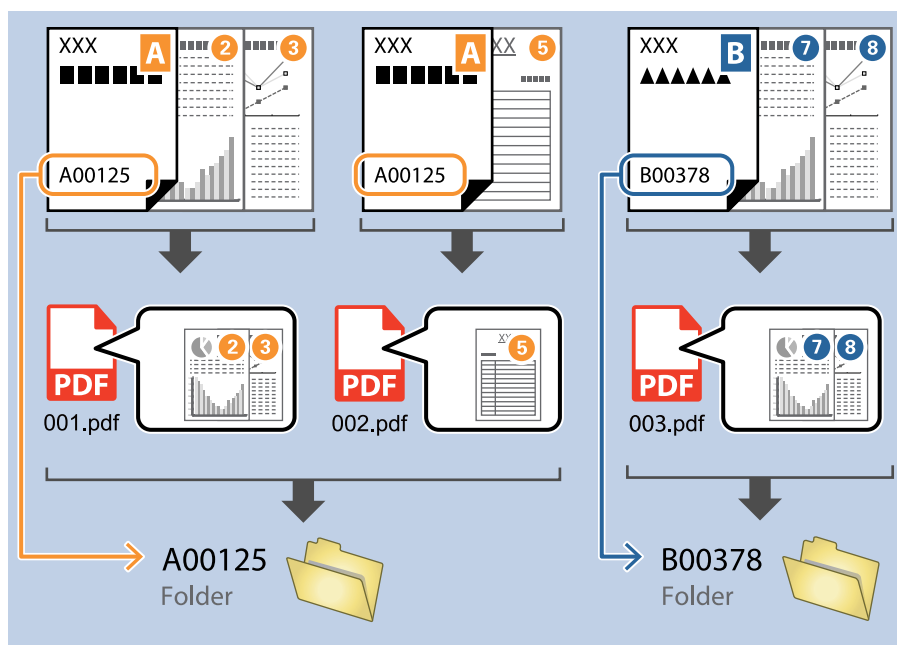 XXX A 2 3
A00125
XXX A XX 5
A00125
XXX B 7 8
B00378
PDF 2 3
001.pdf
PDF XX 5
002.pdf
PDF 7 8
003.pdf
A00125
Folder
B00378
Folder